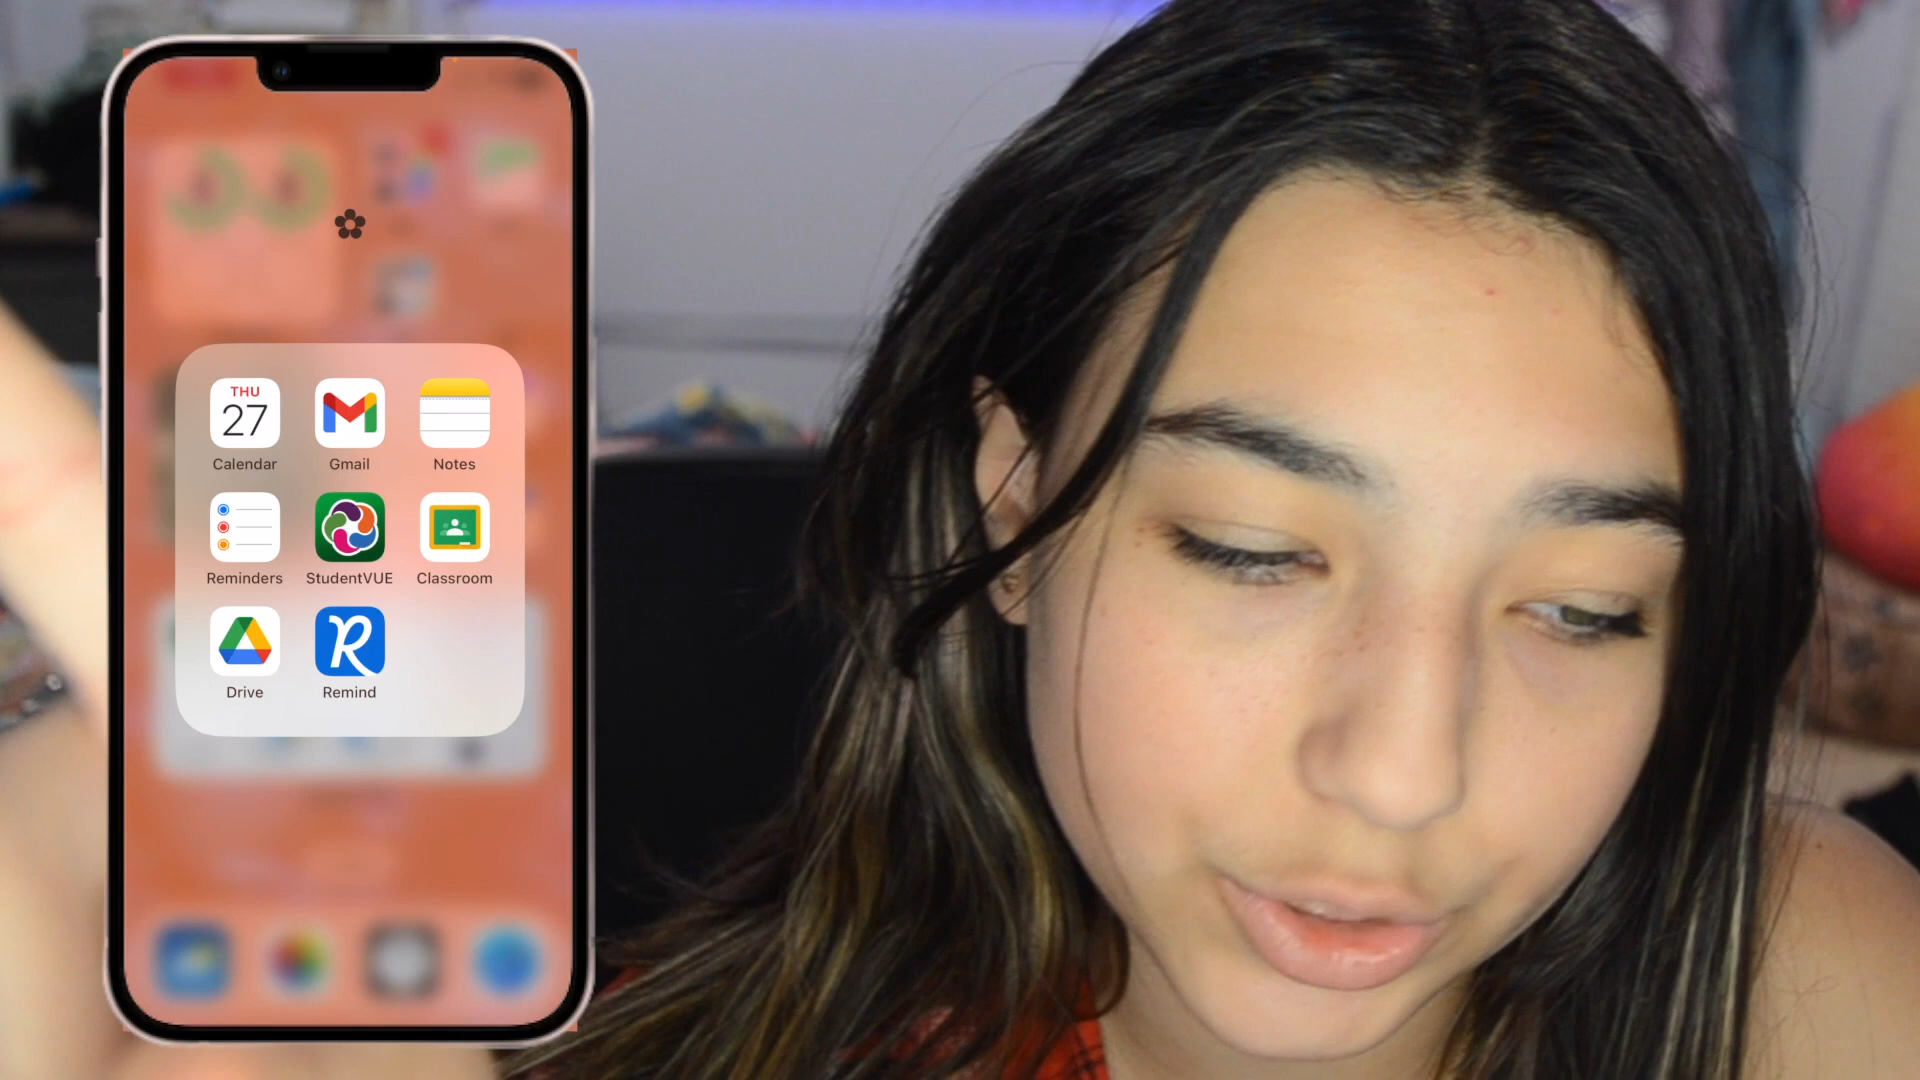 THU
27
Calendar
Gmail
Notes
Reminders
StudentVUE
Classroom
Drive
R
Remind